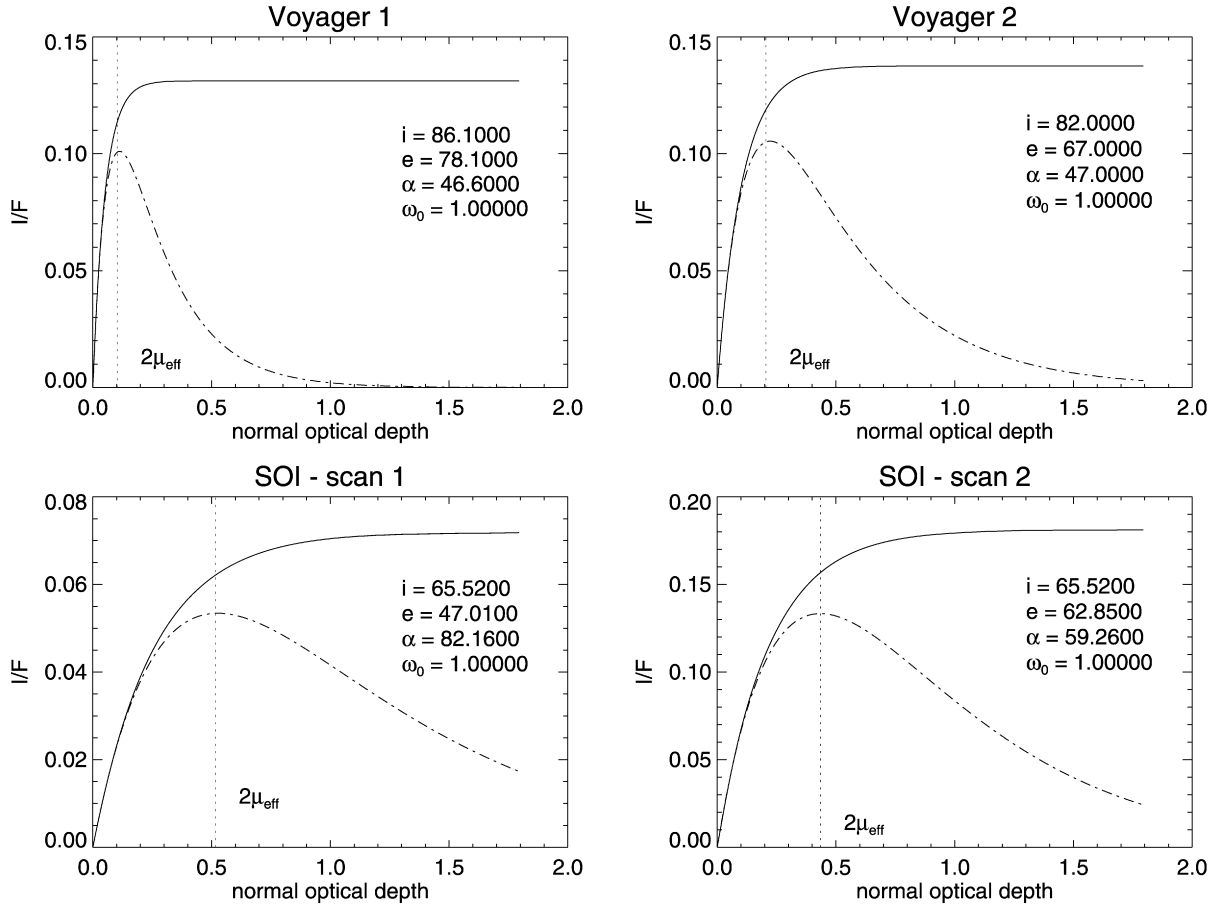 Voyager 1
0.15
0.10
0.05
0.00
I/F
i = 86.1000
e = 78.1000
α = 46.6000
ω₀ = 1.00000
2μeff
0.0 0.5 1.0 1.5 2.0
normal optical depth
Voyager 2
0.15
0.10
0.05
0.00
I/F
i = 82.0000
e = 67.0000
α = 47.0000
ω₀ = 1.00000
2μeff
0.0 0.5 1.0 1.5 2.0
normal optical depth
SOI - scan 1
0.08
0.06
0.04
0.02
0.00
I/F
i = 65.5200
e = 47.0100
α = 82.1600
ω₀ = 1.00000
2μeff
0.0 0.5 1.0 1.5 2.0
normal optical depth
SOI - scan 2
0.20
0.15
0.10
0.05
0.00
I/F
i = 65.5200
e = 62.8500
α = 59.2600
ω₀ = 1.00000
2μeff
0.0 0.5 1.0 1.5 2.0
normal optical depth